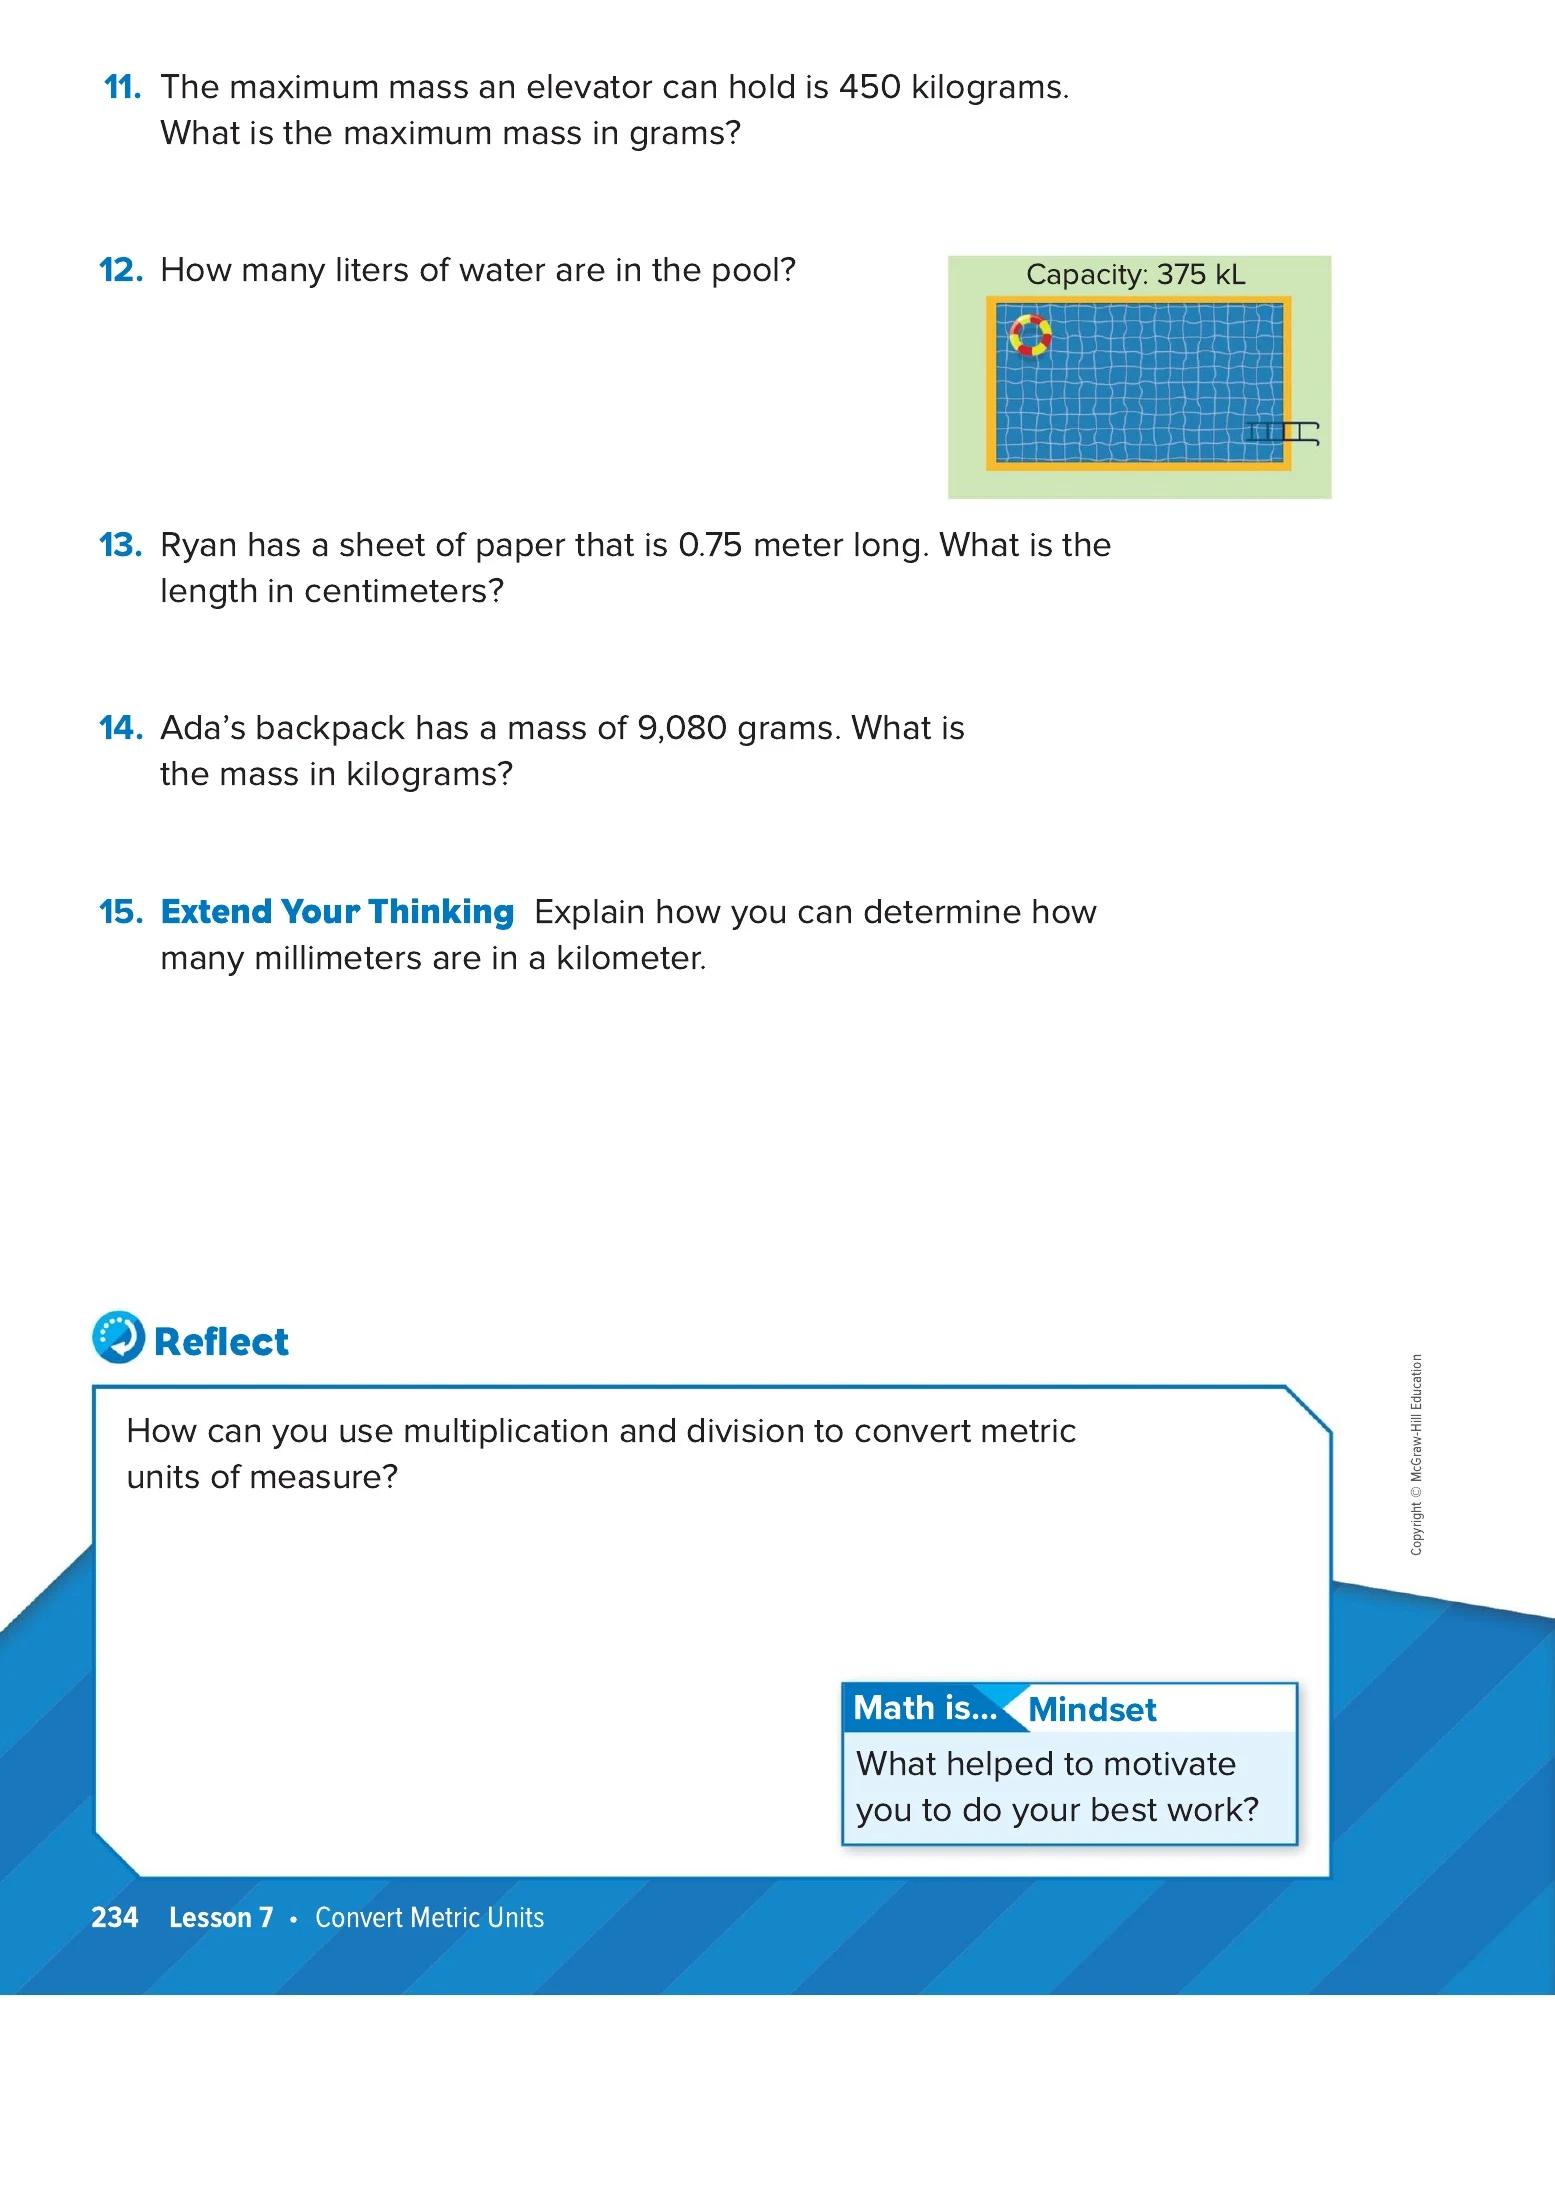 11. The maximum mass an elevator can hold is 450 kilograms.
What is the maximum mass in grams?
12. How many liters of water are in the pool?
Capacity: 375 kL
13. Ryan has a sheet of paper that is 0.75 meter long. What is the
length in centimeters?
14. Ada’s backpack has a mass of 9,080 grams. What is
the mass in kilograms?
15. Extend Your Thinking Explain how you can determine how
many millimeters are in a kilometer.
Reflect
How can you use multiplication and division to convert metric
units of measure?
Math is... Mindset
What helped to motivate
you to do your best work?
Copyright © McGraw-Hill Education
234 Lesson 7 • Convert Metric Units